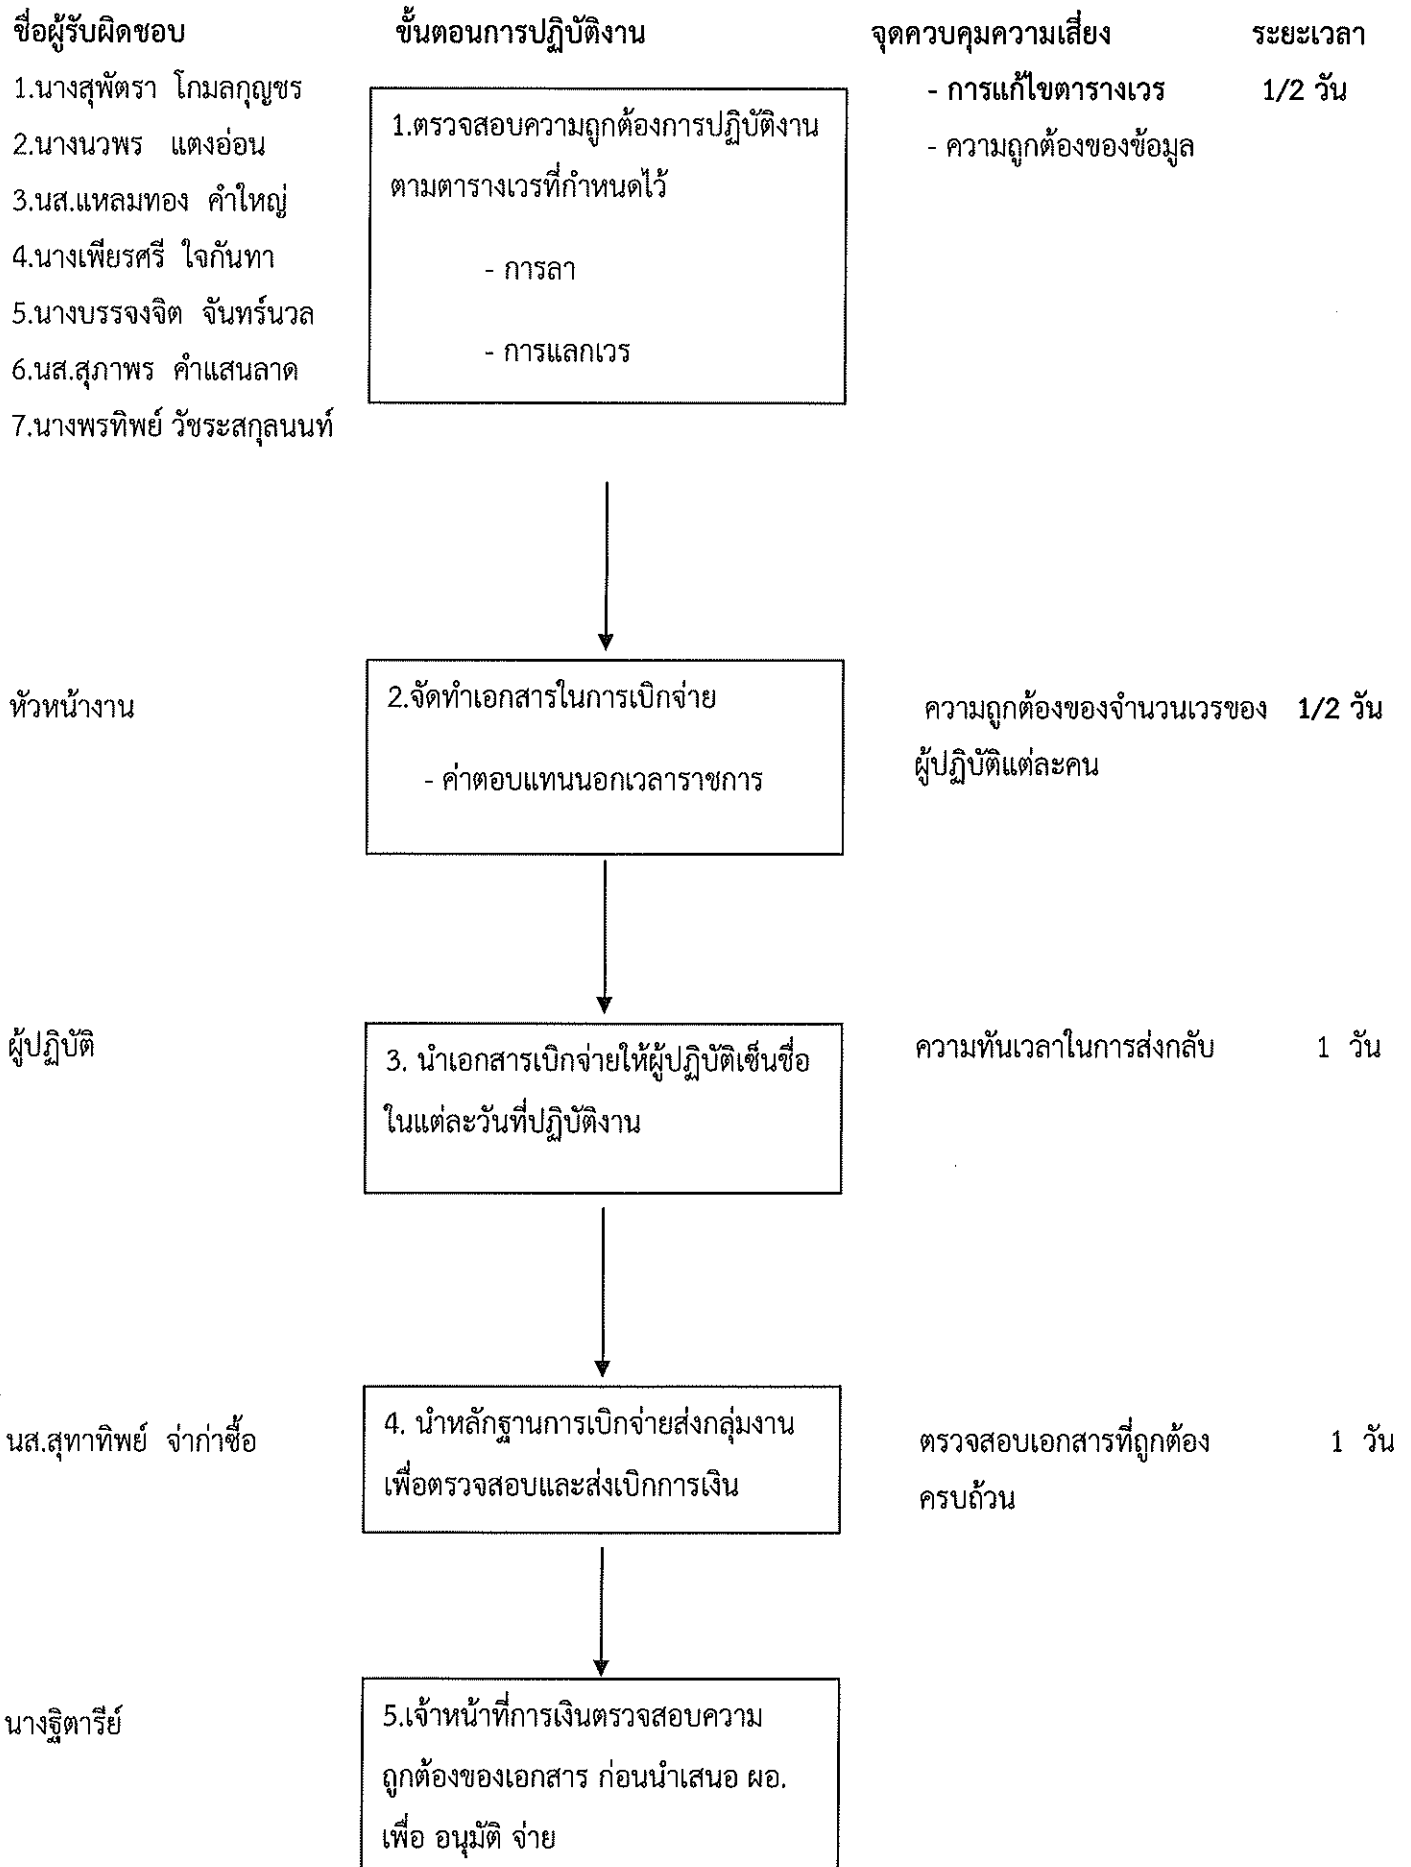 ชื่อผู้รับผิดชอบ ขั้นตอนการปฏิบัติงาน จุดควบคุมความเสี่ยง ระยะเวลา
1.นางสุพัตรา โกมลกุญชร
2.นางนวพร แตงอ่อน
3.นส.แหลมทอง คำใหญ่
4.นางเพียรศรี ใจกันทา
5.นางบรรจงจิต จันทร์นวล
6.นส.สุภาพร คำแสนลาด
7.นางพรทิพย์ วัชระสกุลนนท์
1.ตรวจสอบความถูกต้องการปฏิบัติงาน
ตามตารางเวรที่กำหนดไว้
- การลา
- การแลกเวร
- การแก้ไขตารางเวร 1/2 วัน
- ความถูกต้องของข้อมูล
หัวหน้างาน
2.จัดทำเอกสารในการเบิกจ่าย
- ค่าตอบแทนนอกเวลาราชการ
ความถูกต้องของจำนวนเวรของ 1/2 วัน
ผู้ปฏิบัติแต่ละคน
ผู้ปฏิบัติ
3. นำเอกสารเบิกจ่ายให้ผู้ปฏิบัติเซ็นชื่อ
ในแต่ละวันที่ปฏิบัติงาน
ความทันเวลาในการส่งกลับ 1 วัน
นส.สุทาทิพย์ จ่าก่าซื้อ
4. นำหลักฐานการเบิกจ่ายส่งกลุ่มงาน
เพื่อตรวจสอบและส่งเบิกการเงิน
ตรวจสอบเอกสารที่ถูกต้อง 1 วัน
ครบถ้วน
นางฐิตารีย์
5.เจ้าหน้าที่การเงินตรวจสอบความ
ถูกต้องของเอกสาร ก่อนนำเสนอ ผอ.
เพื่อ อนุมัติ จ่าย